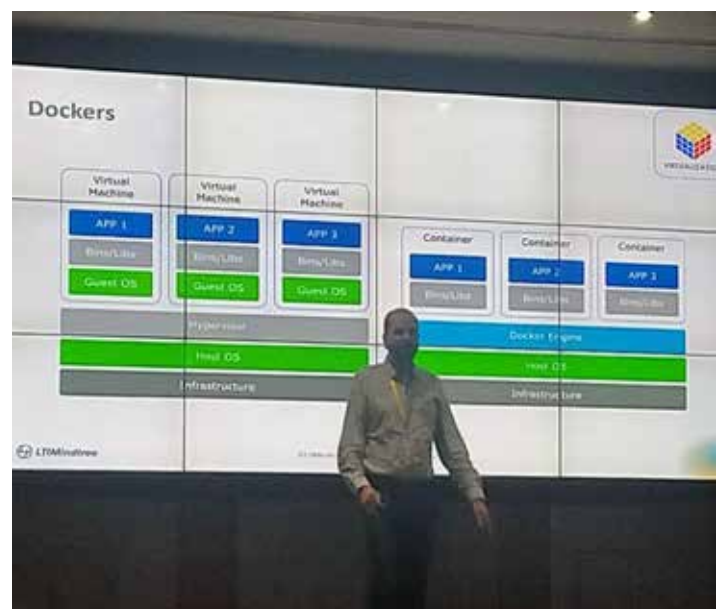 Dockers
VIRTUALIZATIO
Virtual
Machine
Virtual
Machine
Virtual
Machine
APP 1
APP 2
APP 3
Bins/Libs
Bins/Libs
Bins/Libs
Guest OS
Guest OS
Guest OS
Container
Container
Container
APP 1
APP 2
APP 3
Bins/Libs
Bins/Libs
Bins/Libs
Hypervisor
Docker Engine
Host OS
Host OS
Infrastructure
Infrastructure
LTIMindtree